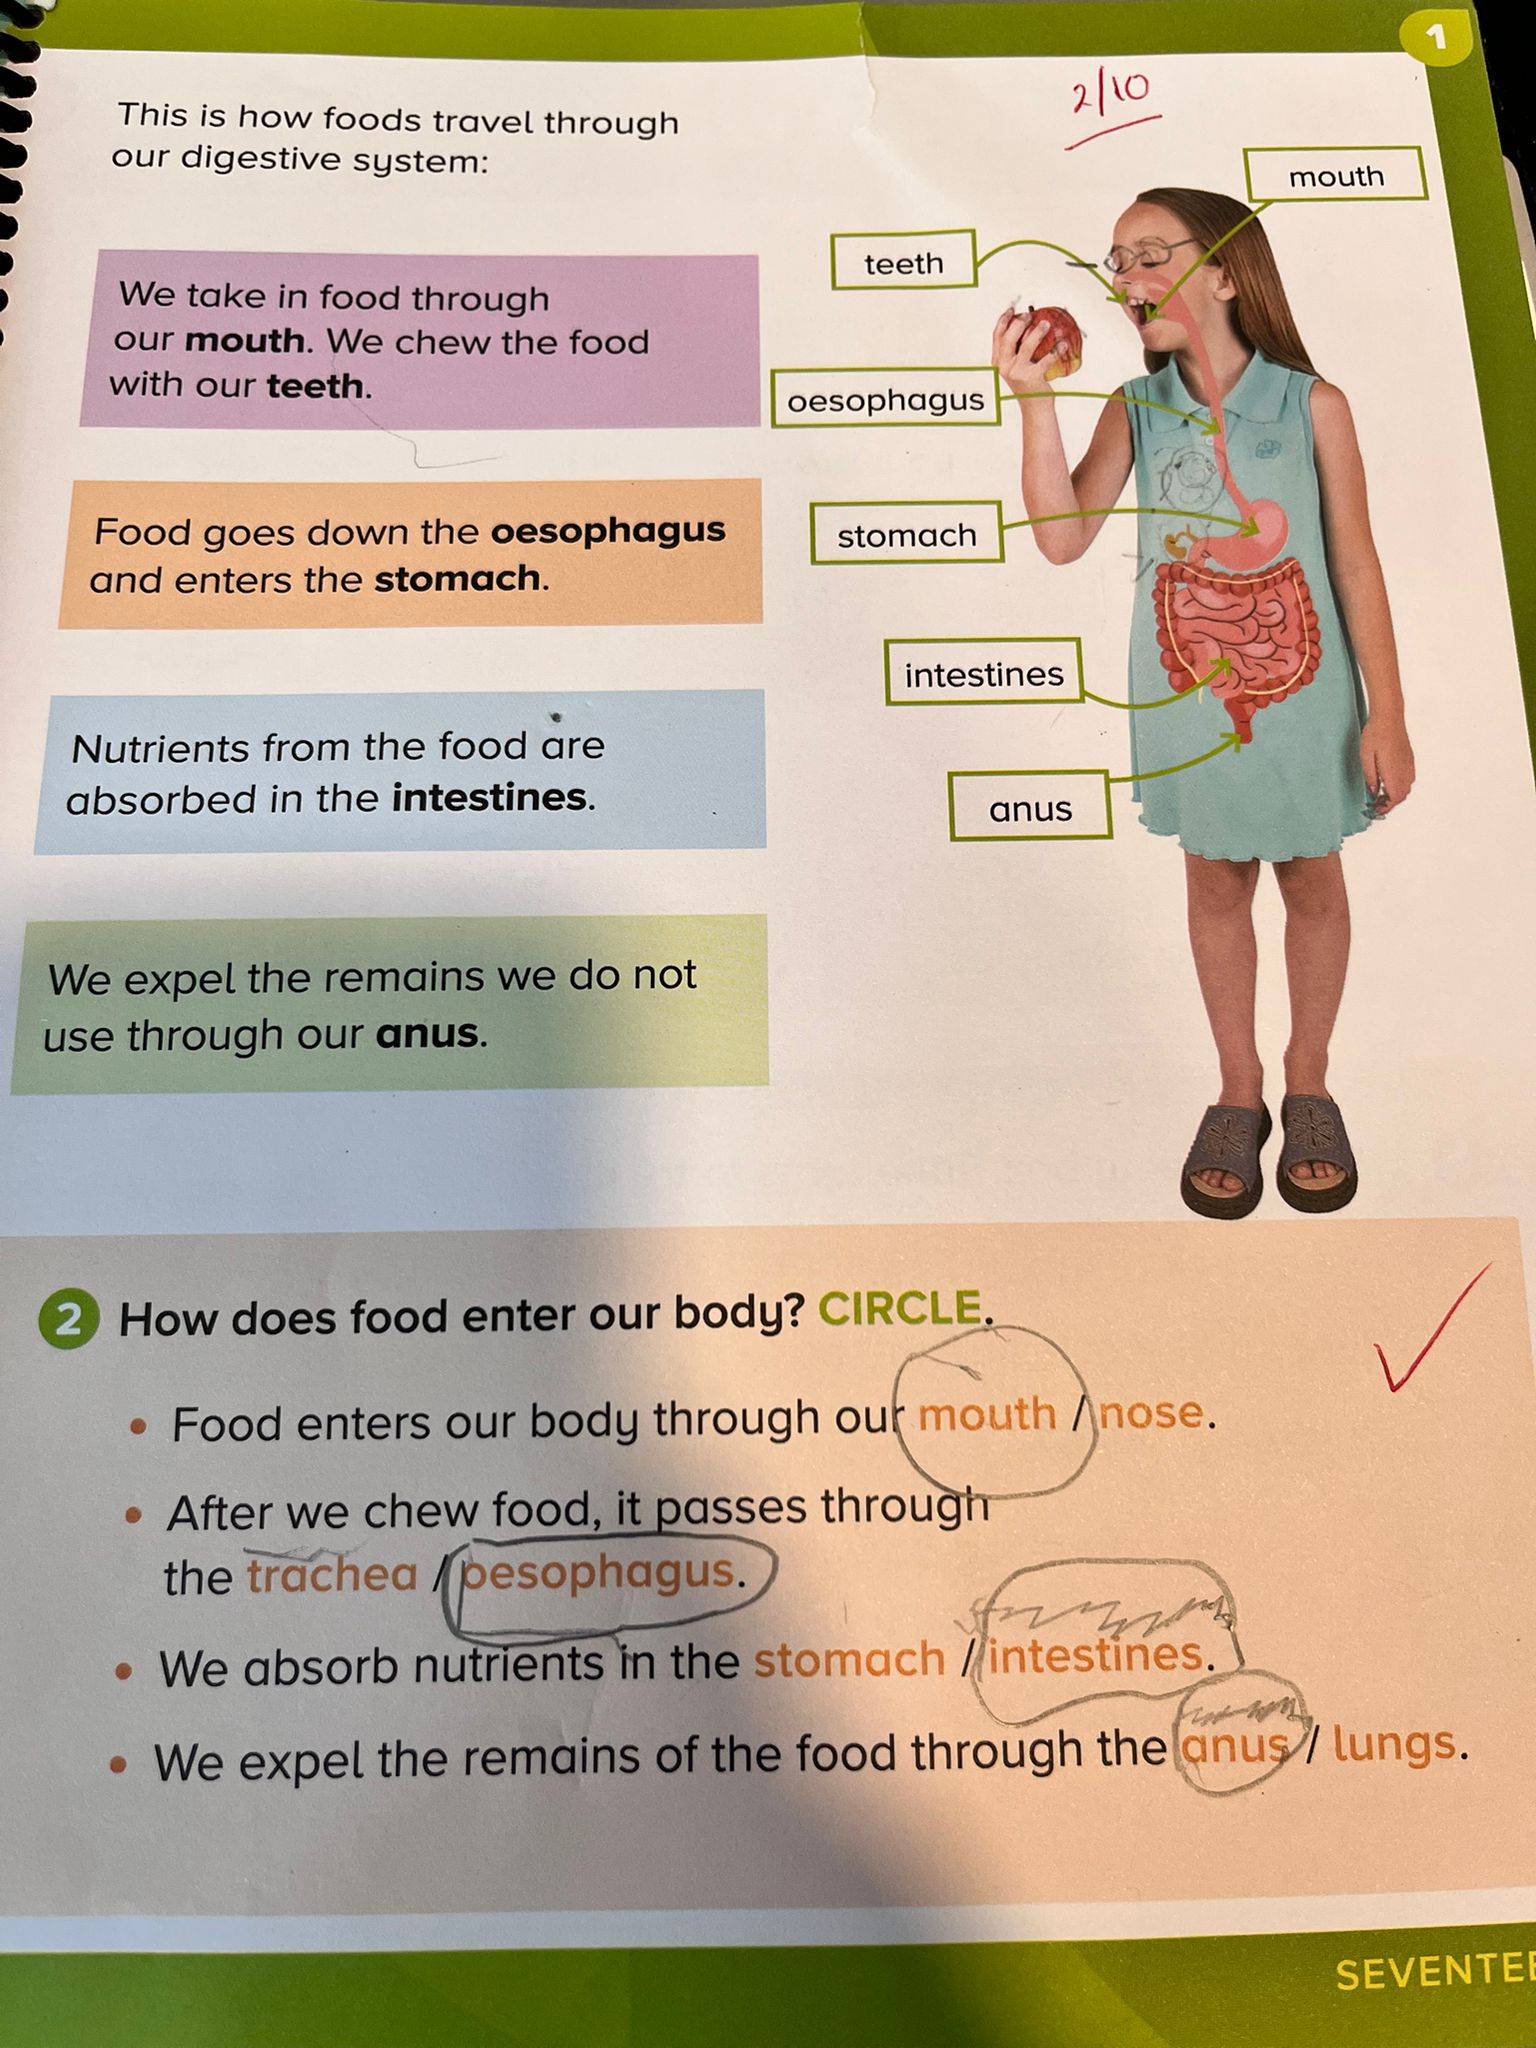 1
2/10
This is how foods travel through
our digestive system:
We take in food through
our mouth. We chew the food
with our teeth.
Food goes down the oesophagus
and enters the stomach.
Nutrients from the food are
absorbed in the intestines.
We expel the remains we do not
use through our anus.
mouth
teeth
oesophagus
stomach
intestines
anus
2 How does food enter our body? CIRCLE.
• Food enters our body through our mouth / nose.
• After we chew food, it passes through
the trachea / oesophagus.
• We absorb nutrients in the stomach / intestines.
• We expel the remains of the food through the anus / lungs.
SEVENTEE